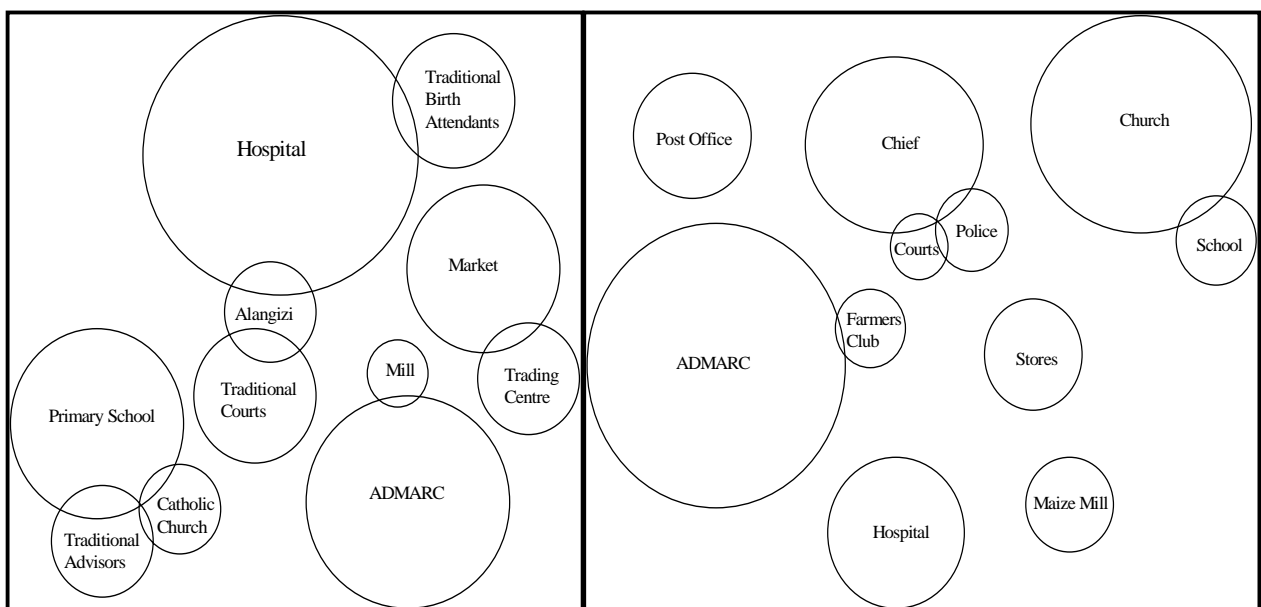 Hospital
Traditional
Birth
Attendants
Market
Alangizi
Mill
Trading
Centre
Traditional
Courts
Primary School
ADMARC
Catholic
Church
Traditional
Advisors
Post Office
Chief
Church
Courts
Police
School
Farmers
Club
ADMARC
Stores
Maize Mill
Hospital